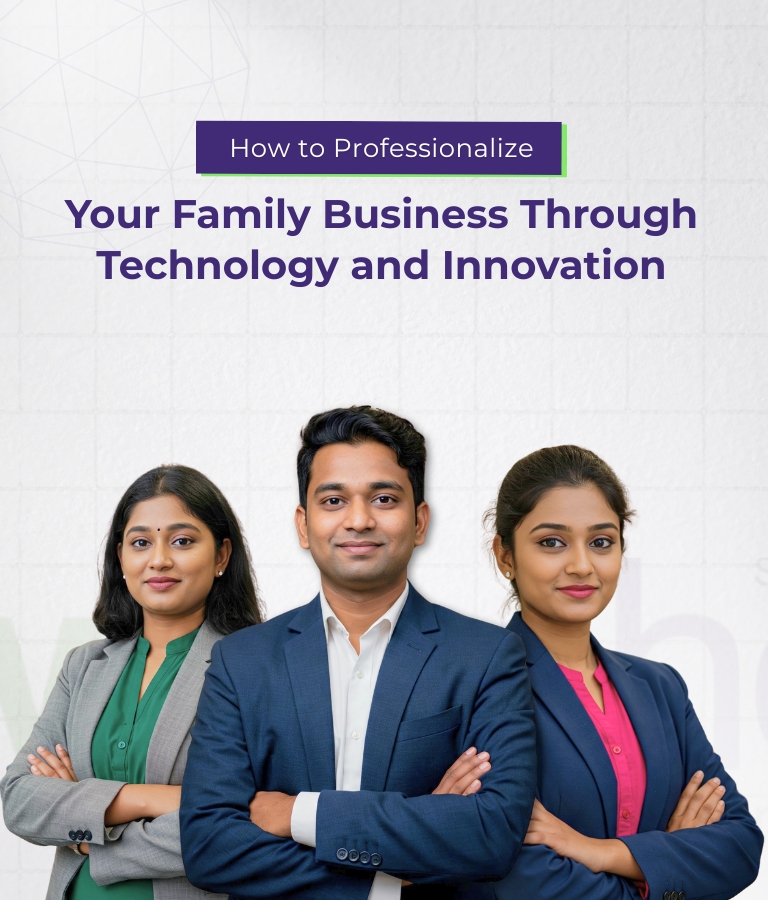 How to Professionalize
Your Family Business Through
Technology and Innovation